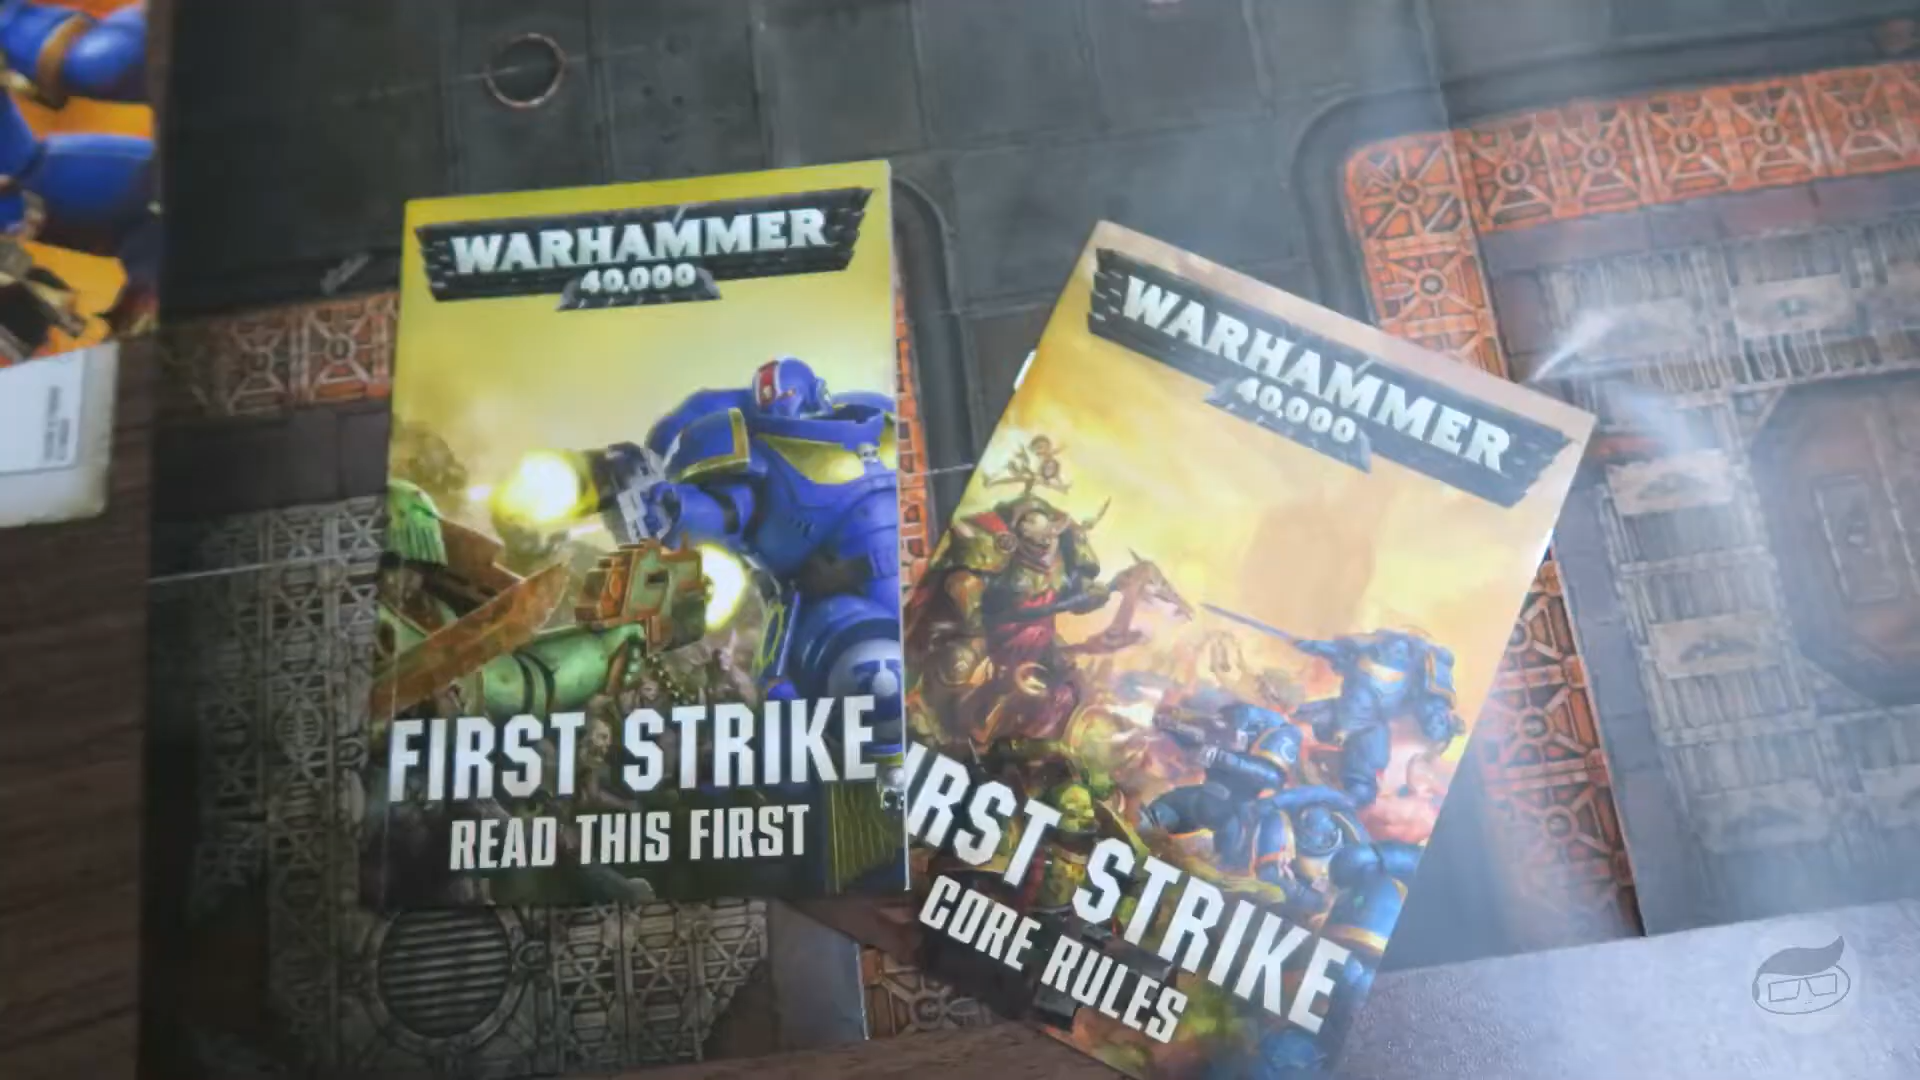 WARHAMMER
40,000
FIRST STRIKE
READ THIS FIRST
WARHAMMER
40,000
IRST STRIKE
CORE RULES